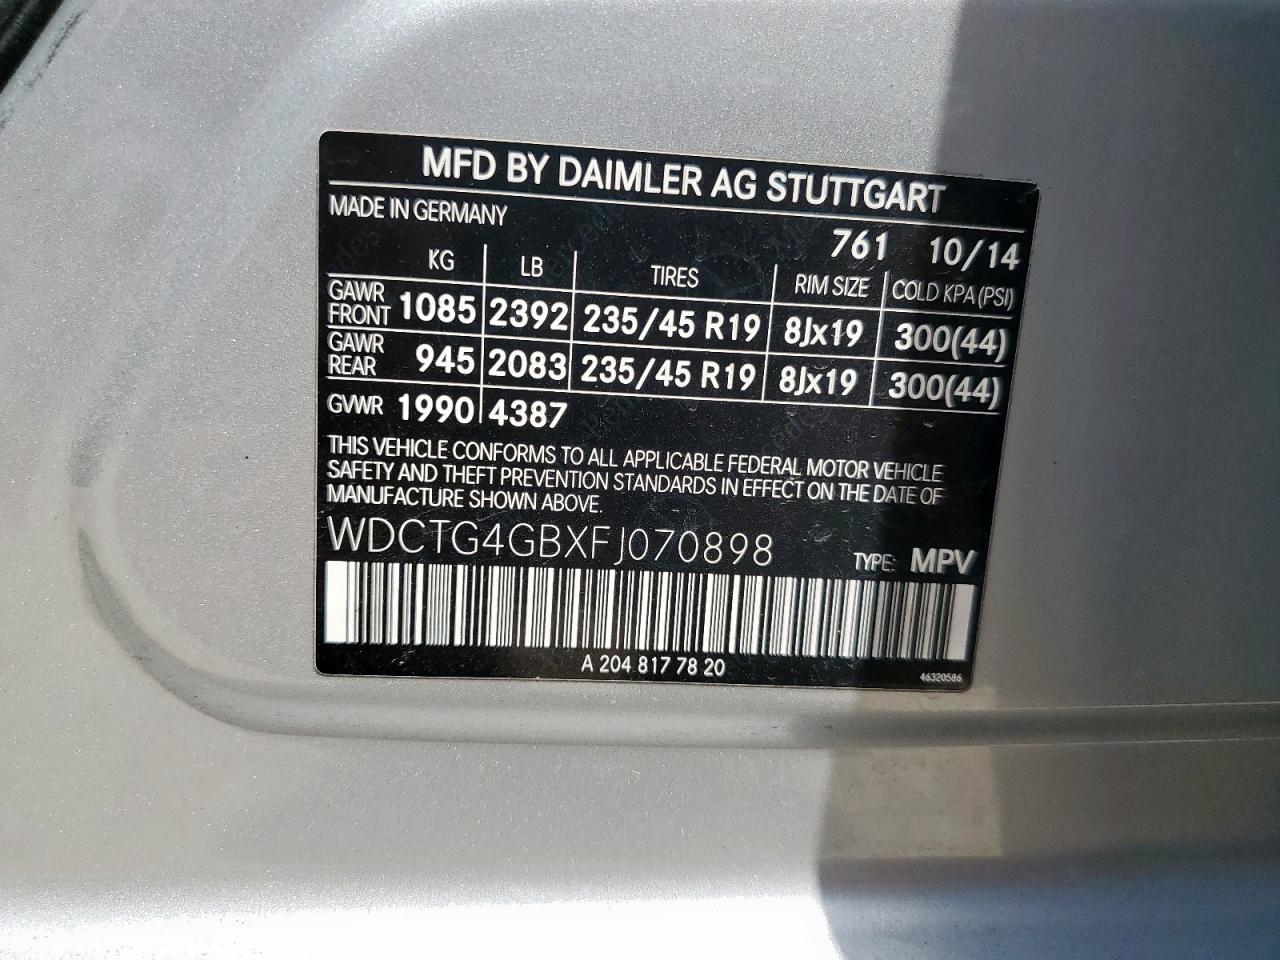 MFD BY DAIMLER AG STUTTGART
MADE IN GERMANY
761 10/14
KG LB TIRES RIM SIZE COLD KPA (PSI)
GAWR FRONT 1085 2392 235/45 R19 8Jx19 300(44)
GAWR REAR 945 2083 235/45 R19 8Jx19 300(44)
GVWR 1990 4387
THIS VEHICLE CONFORMS TO ALL APPLICABLE FEDERAL MOTOR VEHICLE
SAFETY AND THEFT PREVENTION STANDARDS IN EFFECT ON THE DATE OF
MANUFACTURE SHOWN ABOVE.
WDCTG4GBXFJ070898 TYPE: MPV
A 204 817 78 20
46320586